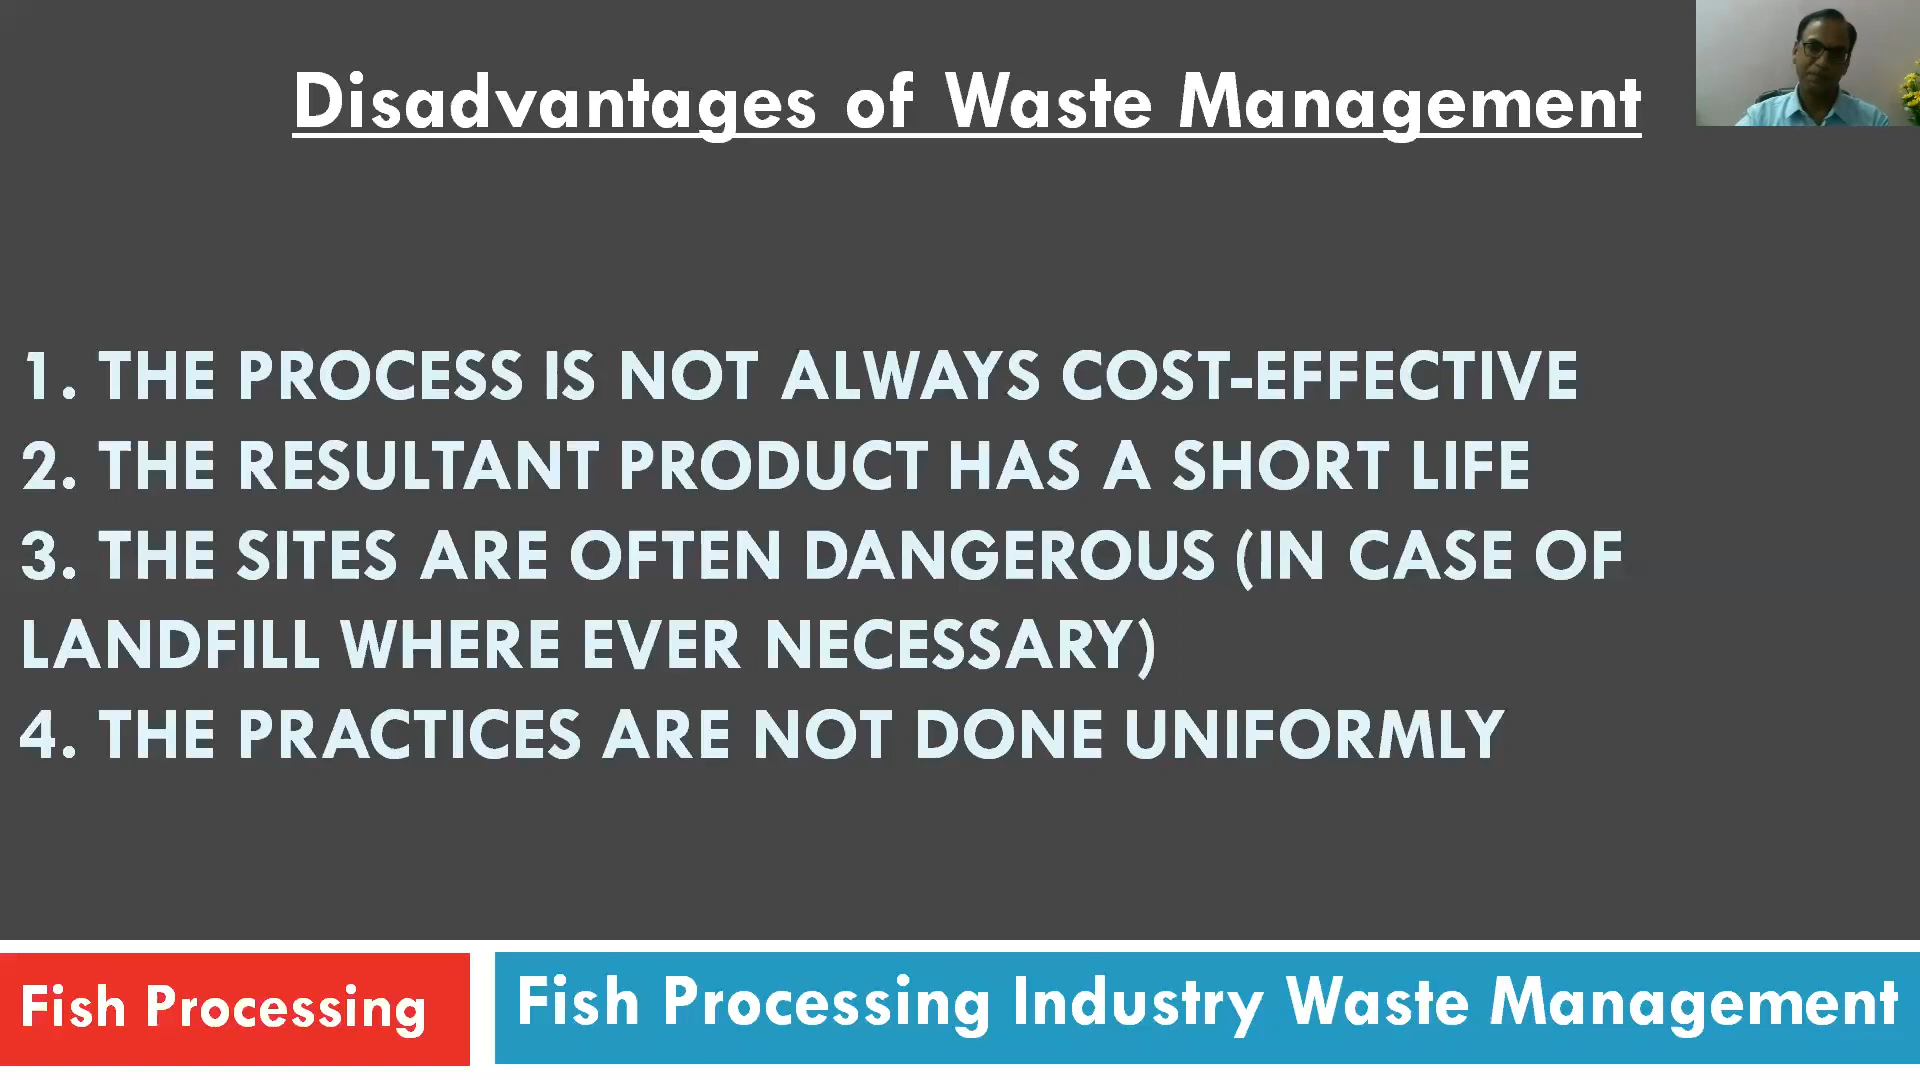 Disadvantages of Waste Management
1. THE PROCESS IS NOT ALWAYS COST-EFFECTIVE
2. THE RESULTANT PRODUCT HAS A SHORT LIFE
3. THE SITES ARE OFTEN DANGEROUS (IN CASE OF
LANDFILL WHERE EVER NECESSARY)
4. THE PRACTICES ARE NOT DONE UNIFORMLY
Fish Processing
Fish Processing Industry Waste Management